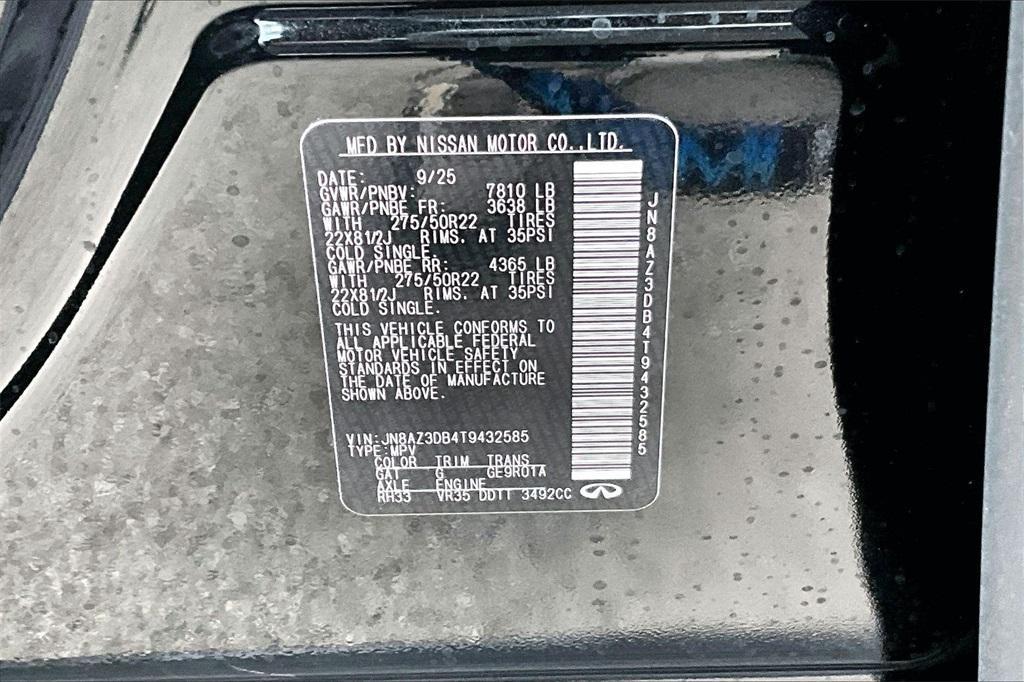 MFD BY NISSAN MOTOR CO.,LTD.
DATE: 9/25
GVWR/PNBV: 7810 LB
GAWR/PNBE FR: 3638 LB
WITH 275/50R22 TIRES
22X81/2J RIMS. AT 35PSI
COLD SINGLE.
GAWR/PNBE RR: 4365 LB
WITH 275/50R22 TIRES
22X81/2J RIMS. AT 35PSI
COLD SINGLE.
THIS VEHICLE CONFORMS TO
ALL APPLICABLE FEDERAL
MOTOR VEHICLE SAFETY
STANDARDS IN EFFECT ON
THE DATE OF MANUFACTURE
SHOWN ABOVE.
VIN:JN8AZ3DB4T9432585
TYPE:MPV
COLOR TRIM TRANS
GAT G GE9R01A
AXLE ENGINE
RA33 VR35 DDTT 3492CC
JN8AZ3DB4T9432585